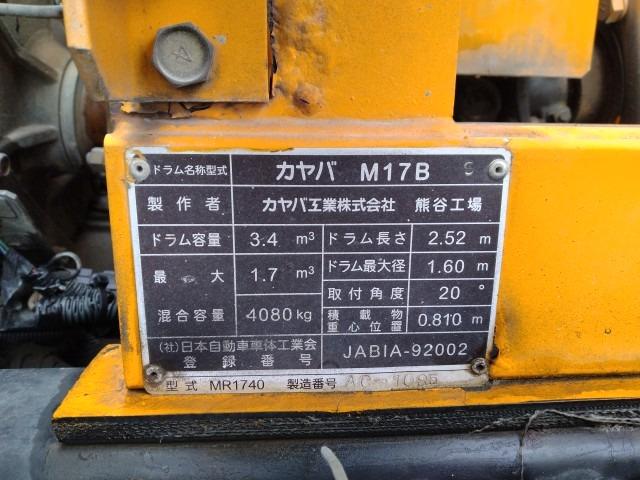 ドラム名称型式 カヤバ M17B S
製作者 カヤバ工業株式会社 熊谷工場
ドラム容量 3.4 m³ ドラム長さ 2.52 m
最大混合容量 1.7 m³ ドラム最大径 1.60 m
4080kg 取付角度 20°
積載物重心位置 0.810m
(社)日本自動車車体工業会
登録番号 JABIA-92002
型式 MR1740 製造番号 AC-1085